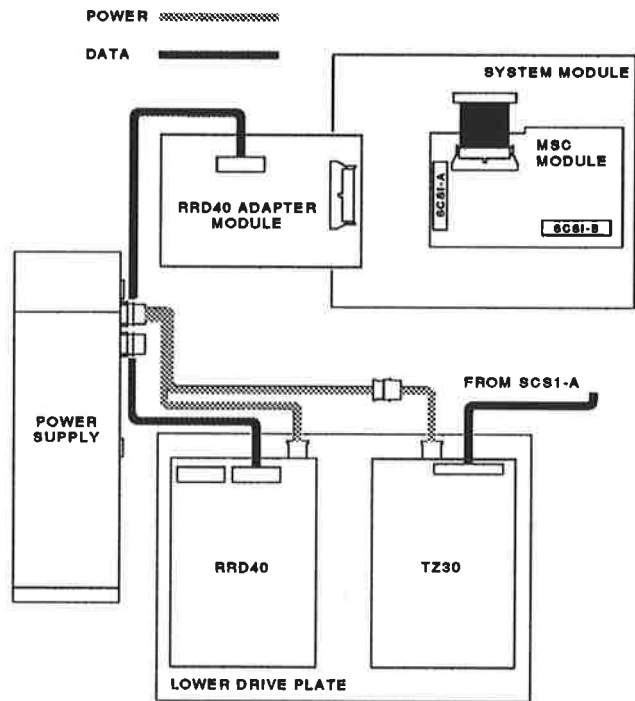 POWER
DATA
SYSTEM MODULE
MSC
MODULE
SCSI-A
SCSI-B
RRD40 ADAPTER
MODULE
FROM SCS1-A
POWER
SUPPLY
RRD40
TZ30
LOWER DRIVE PLATE